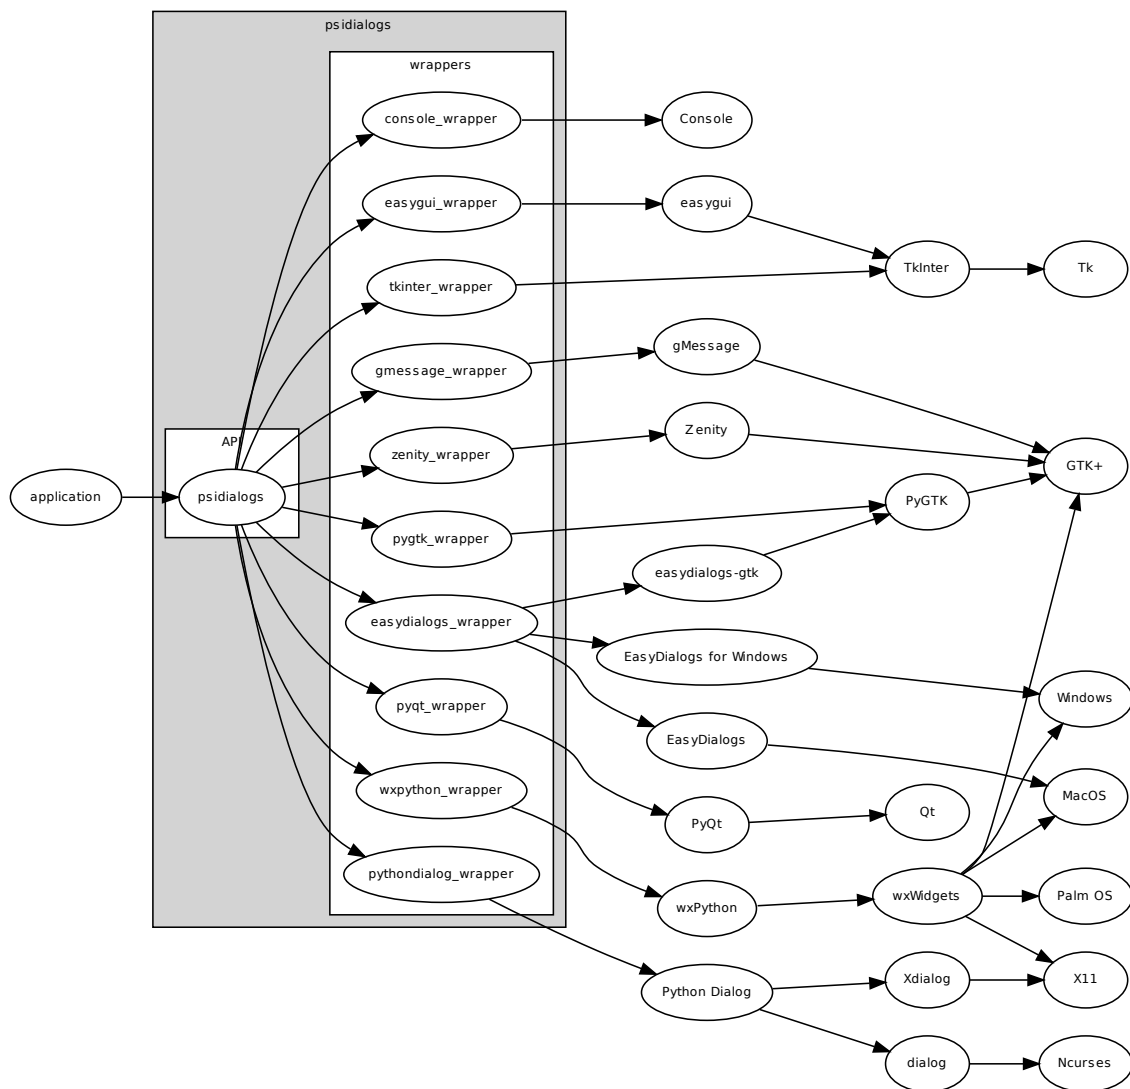 psidialogs
wrappers
console_wrapper
Console
easygui_wrapper
easygui
TkInter
Tk
tkinter_wrapper
gMessage
gmessage_wrapper
Zenity
zenity_wrapper
API
GTK+
application
psidialogs
PyGTK
pygtk_wrapper
easydialogs-gtk
easydialogs_wrapper
EasyDialogs for Windows
Windows
pyqt_wrapper
EasyDialogs
wxpython_wrapper
MacOS
PyQt
Qt
pythondialog_wrapper
wxPython
wxWidgets
Palm OS
Python Dialog
Xdialog
X11
dialog
Ncurses